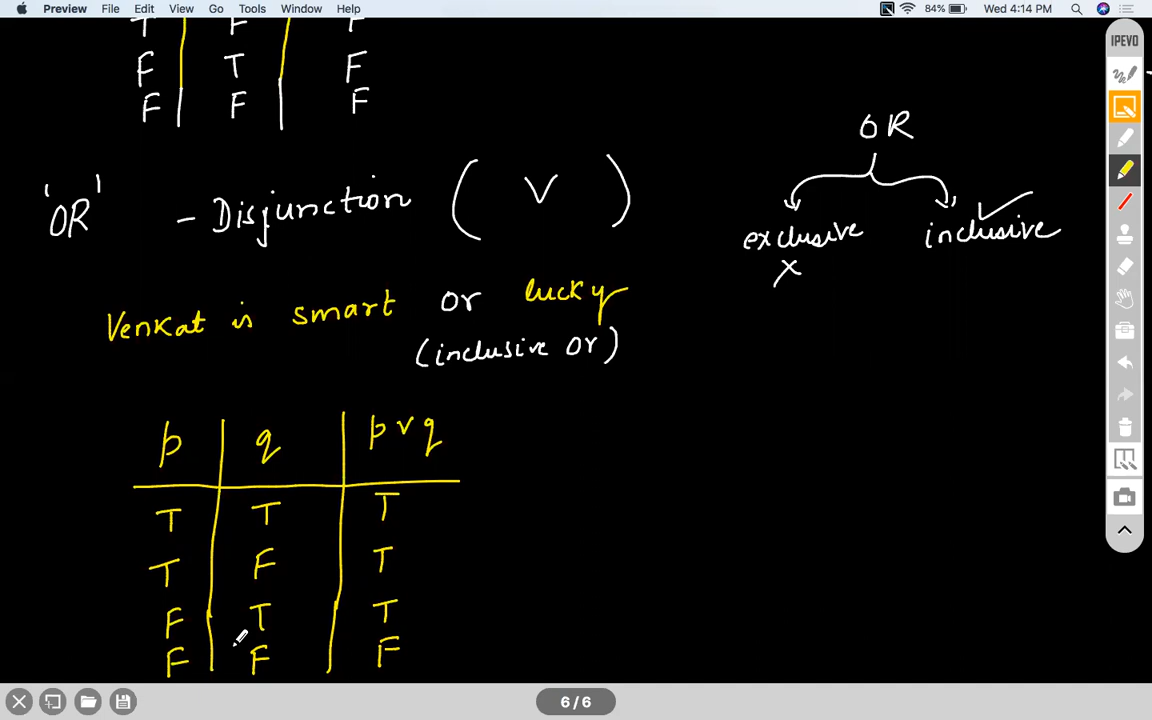 Preview File Edit View Go Tools Window Help 84% Wed 4:14 PM
IPEVO
T F F
F T F
F F F
'OR' - Disjunction ( V )
OR
exclusive inclusive
X
Venkat is smart or lucky
(inclusive or)
p q p v q
T T T
T F T
F T T
F F F
6/6